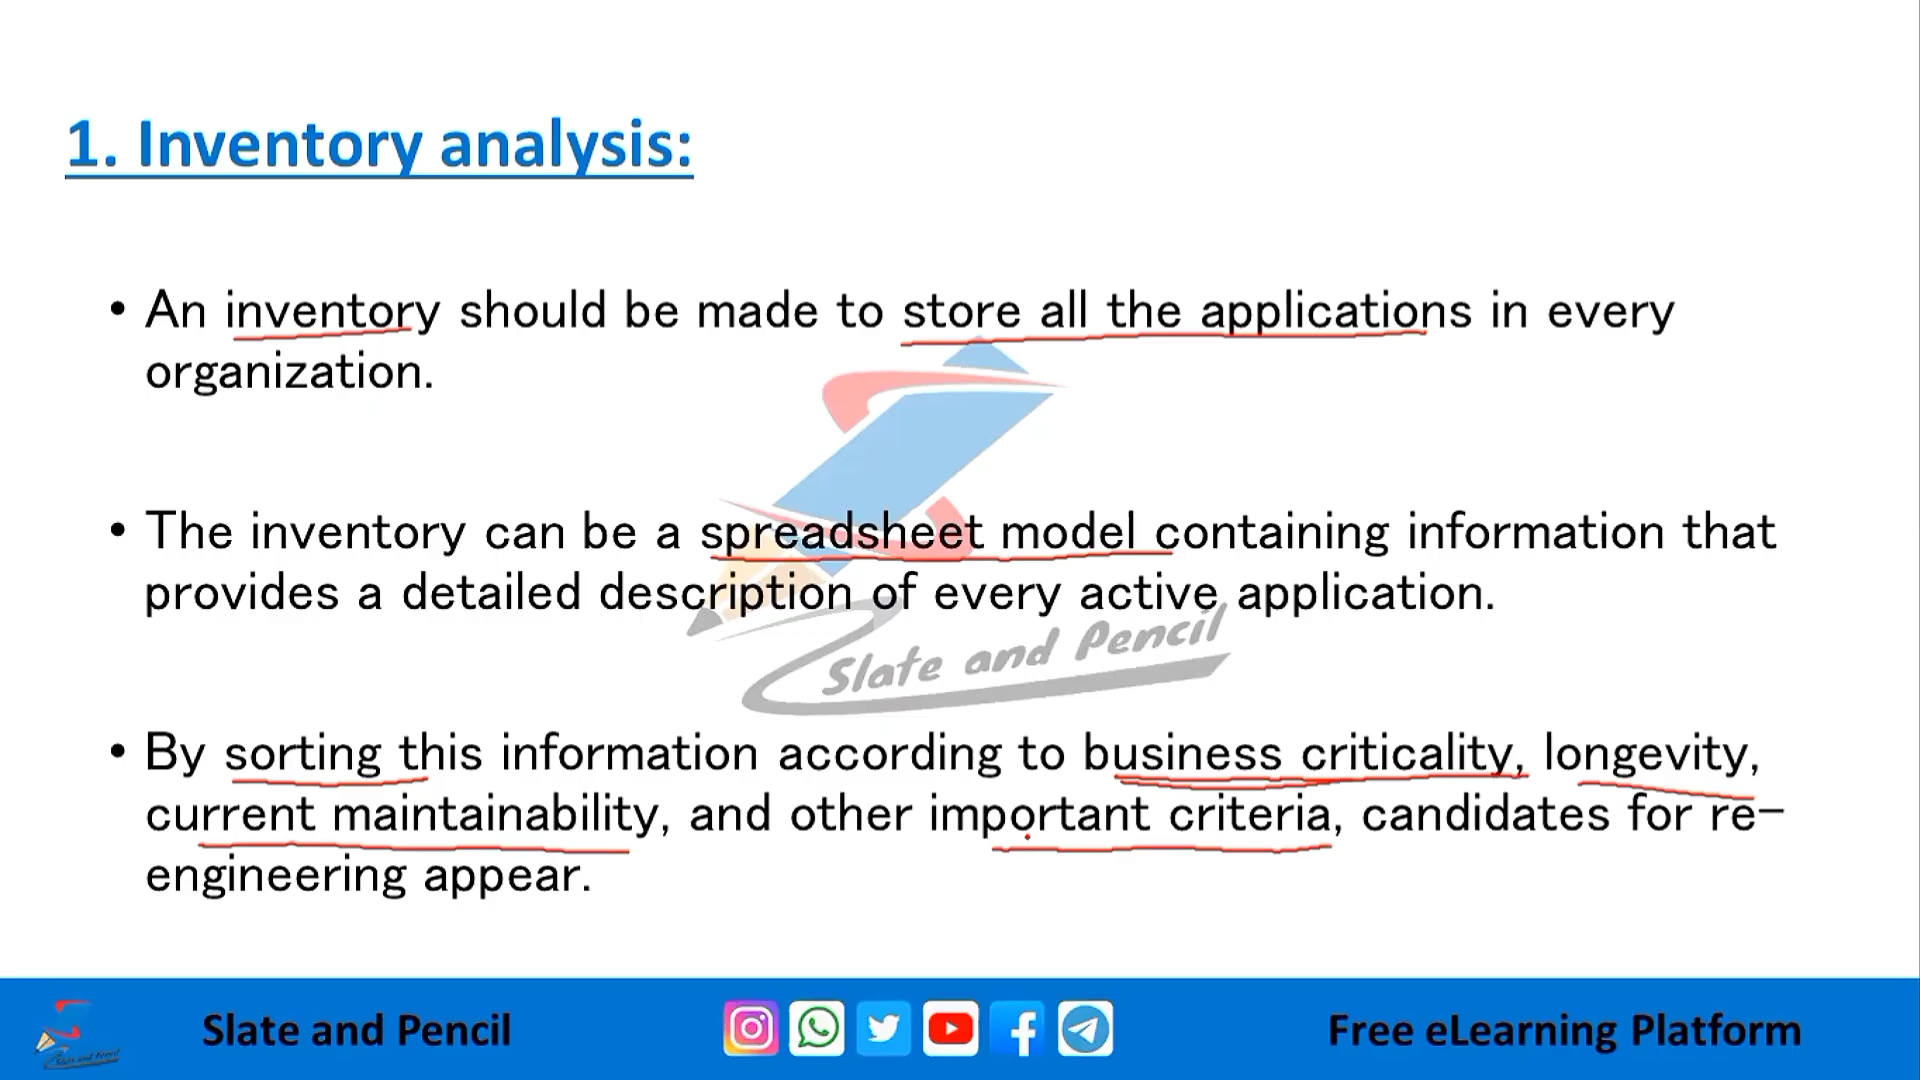 1. Inventory analysis:
• An inventory should be made to store all the applications in every
organization.
• The inventory can be a spreadsheet model containing information that
provides a detailed description of every active application.
Slate and Pencil
• By sorting this information according to business criticality, longevity,
current maintainability, and other important criteria, candidates for re-
engineering appear.
Slate and Pencil
Slate and Pencil
Free eLearning Platform